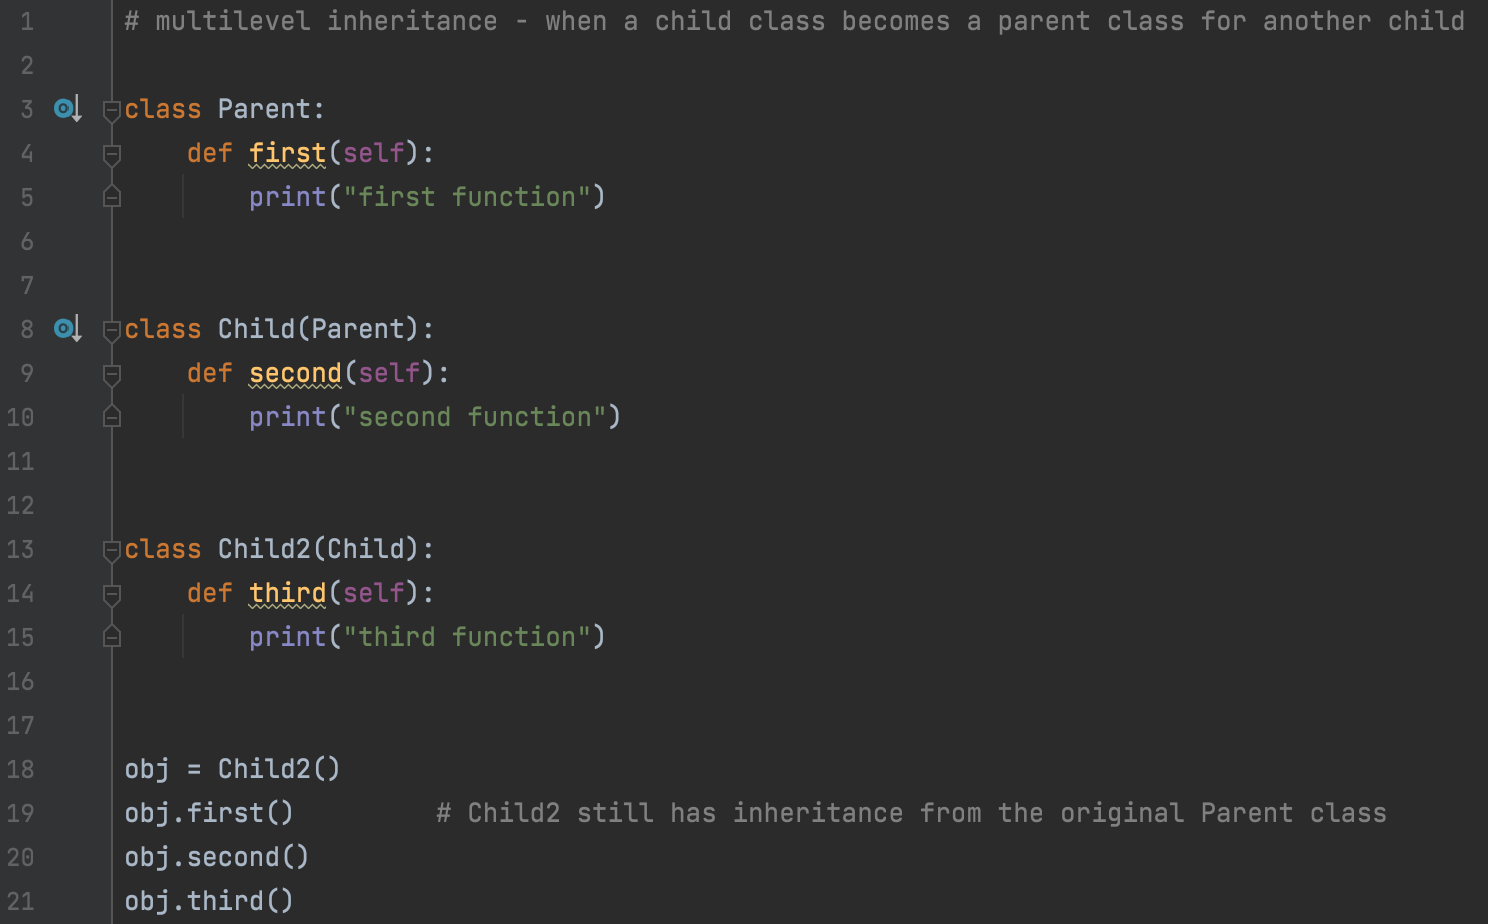 1 # multilevel inheritance - when a child class becomes a parent class for another child
2
3 class Parent:
4     def first(self):
5         print("first function")
6
7
8 class Child(Parent):
9     def second(self):
10         print("second function")
11
12
13 class Child2(Child):
14     def third(self):
15         print("third function")
16
17
18 obj = Child2()
19 obj.first()         # Child2 still has inheritance from the original Parent class
20 obj.second()
21 obj.third()